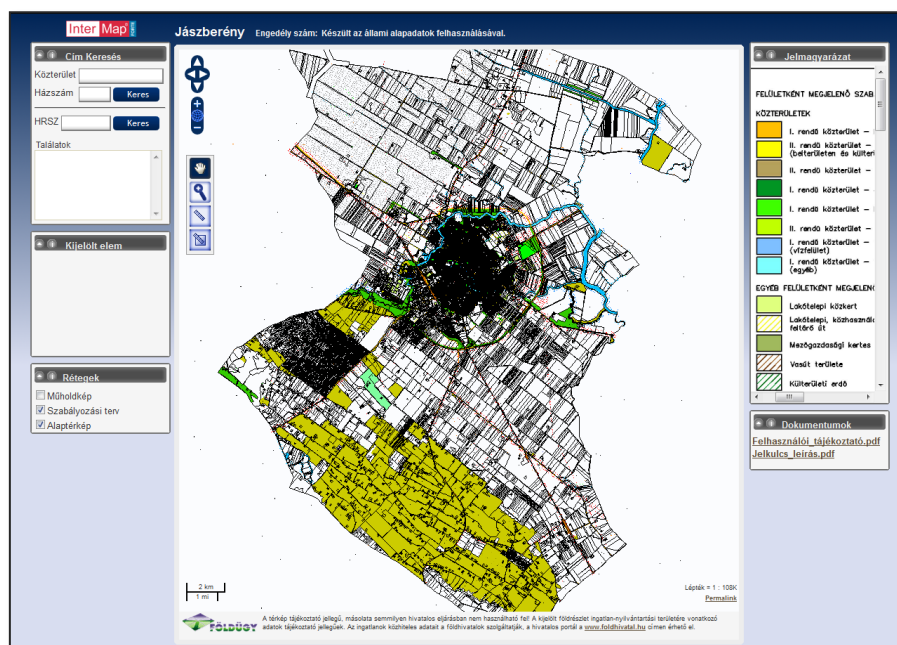 Inter Map
Jászberény Engedély szám: Készült az állami alapadatok felhasználásával.
Cím Keresés
Közterület
Házszám Keres
HRSZ Keres
Találatok
Kijelölt elem
Rétegek
Műholdkép
Szabályozási terv
Alaptérkép
2 km
1 mi
Lépték = 1 : 108K
Permalink
FÖLDÜGY
A térkép tájékoztató jellegű, másolata semmilyen hivatalos eljárásban nem használható fel! A kijelölt földrészlet ingatlan-nyilvántartási területére vonatkozó
adatok tájékoztató jellegűek. Az ingatlanok közhiteles adatait a földhivatalok szolgáltatják, a hivatalos portál a www.foldhivatal.hu címen érhető el.
Jelmagyarázat
FELÜLETKÉNT MEGJELENŐ SZAB
KÖZTERÜLETEK
I. rendű közterület –
II. rendű közterület –
(belterületen és külter
II. rendű közterület –
I. rendű közterület –
I. rendű közterület –
II. rendű közterület –
I. rendű közterület –
(vízfelület)
I. rendű közterület –
(egyéb)
EGYÉB FELÜLETKÉNT MEGJELENŐ
Lakótelepi közkert
Lakótelepi, közhasznál
feltáró út
Mezőgazdasági kertes
Vasút területe
Külterületi erdő
Dokumentumok
Felhasználói_tájékoztató.pdf
Jelkulcs_leírás.pdf